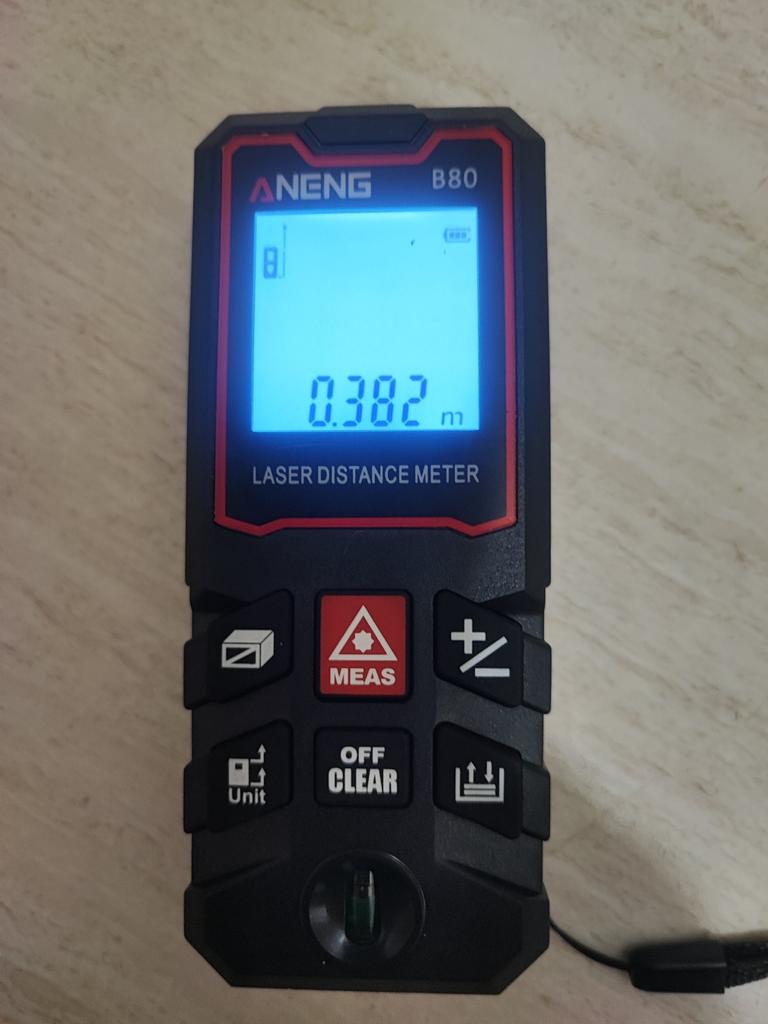 ANENG
B80
0.382 m
LASER DISTANCE METER
MEAS
Unit
OFF
CLEAR